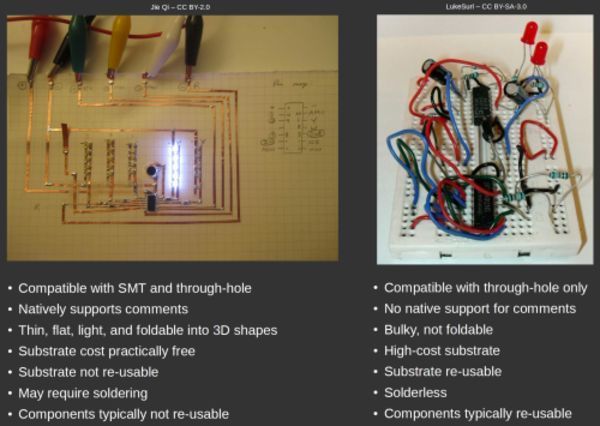 Jie Qi – CC BY-2.0
• Compatible with SMT and through-hole
• Natively supports comments
• Thin, flat, light, and foldable into 3D shapes
• Substrate cost practically free
• Substrate not re-usable
• May require soldering
• Components typically not re-usable
LukeSurl – CC BY-SA-3.0
• Compatible with through-hole only
• No native support for comments
• Bulky, not foldable
• High-cost substrate
• Substrate re-usable
• Solderless
• Components typically re-usable